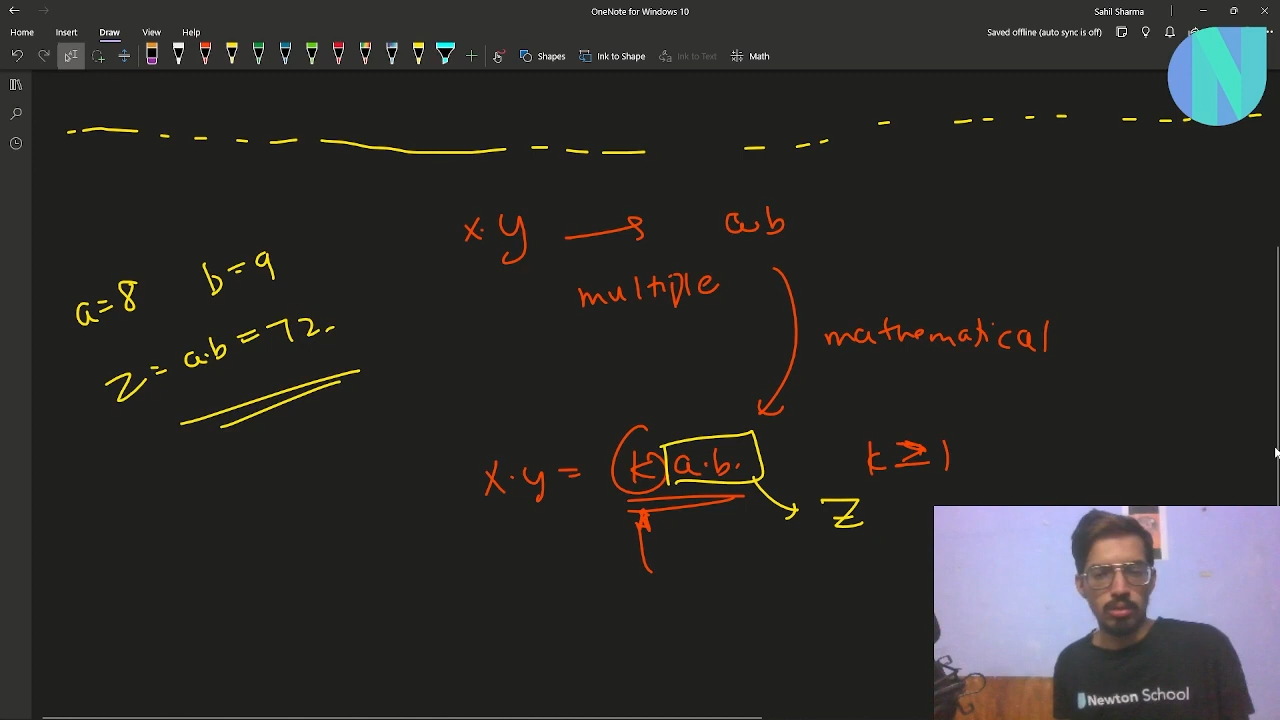 OneNote for Windows 10
Sahil Sharma
Home Insert Draw View Help
Saved offline (auto sync is off)
Shapes Ink to Shape Ink to Text Math
x.y → a.b
multiple
a=8 b=9
z = a.b = 72.
mathematical
x.y = k a.b. k ≥ 1
z
Newton School